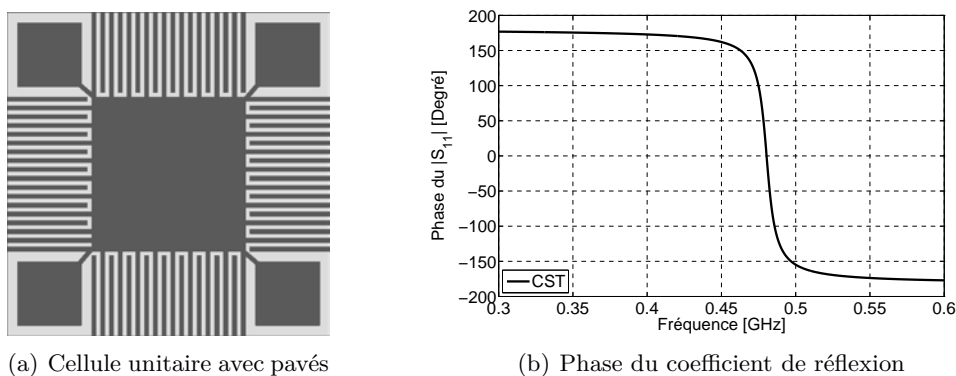 200
150
100
50
0
−50
−100
−150
−200
Phase du |S11| [Degré]
CST
0.3 0.35 0.4 0.45 0.5 0.55 0.6
Fréquence [GHz]
(a) Cellule unitaire avec pavés
(b) Phase du coefficient de réflexion